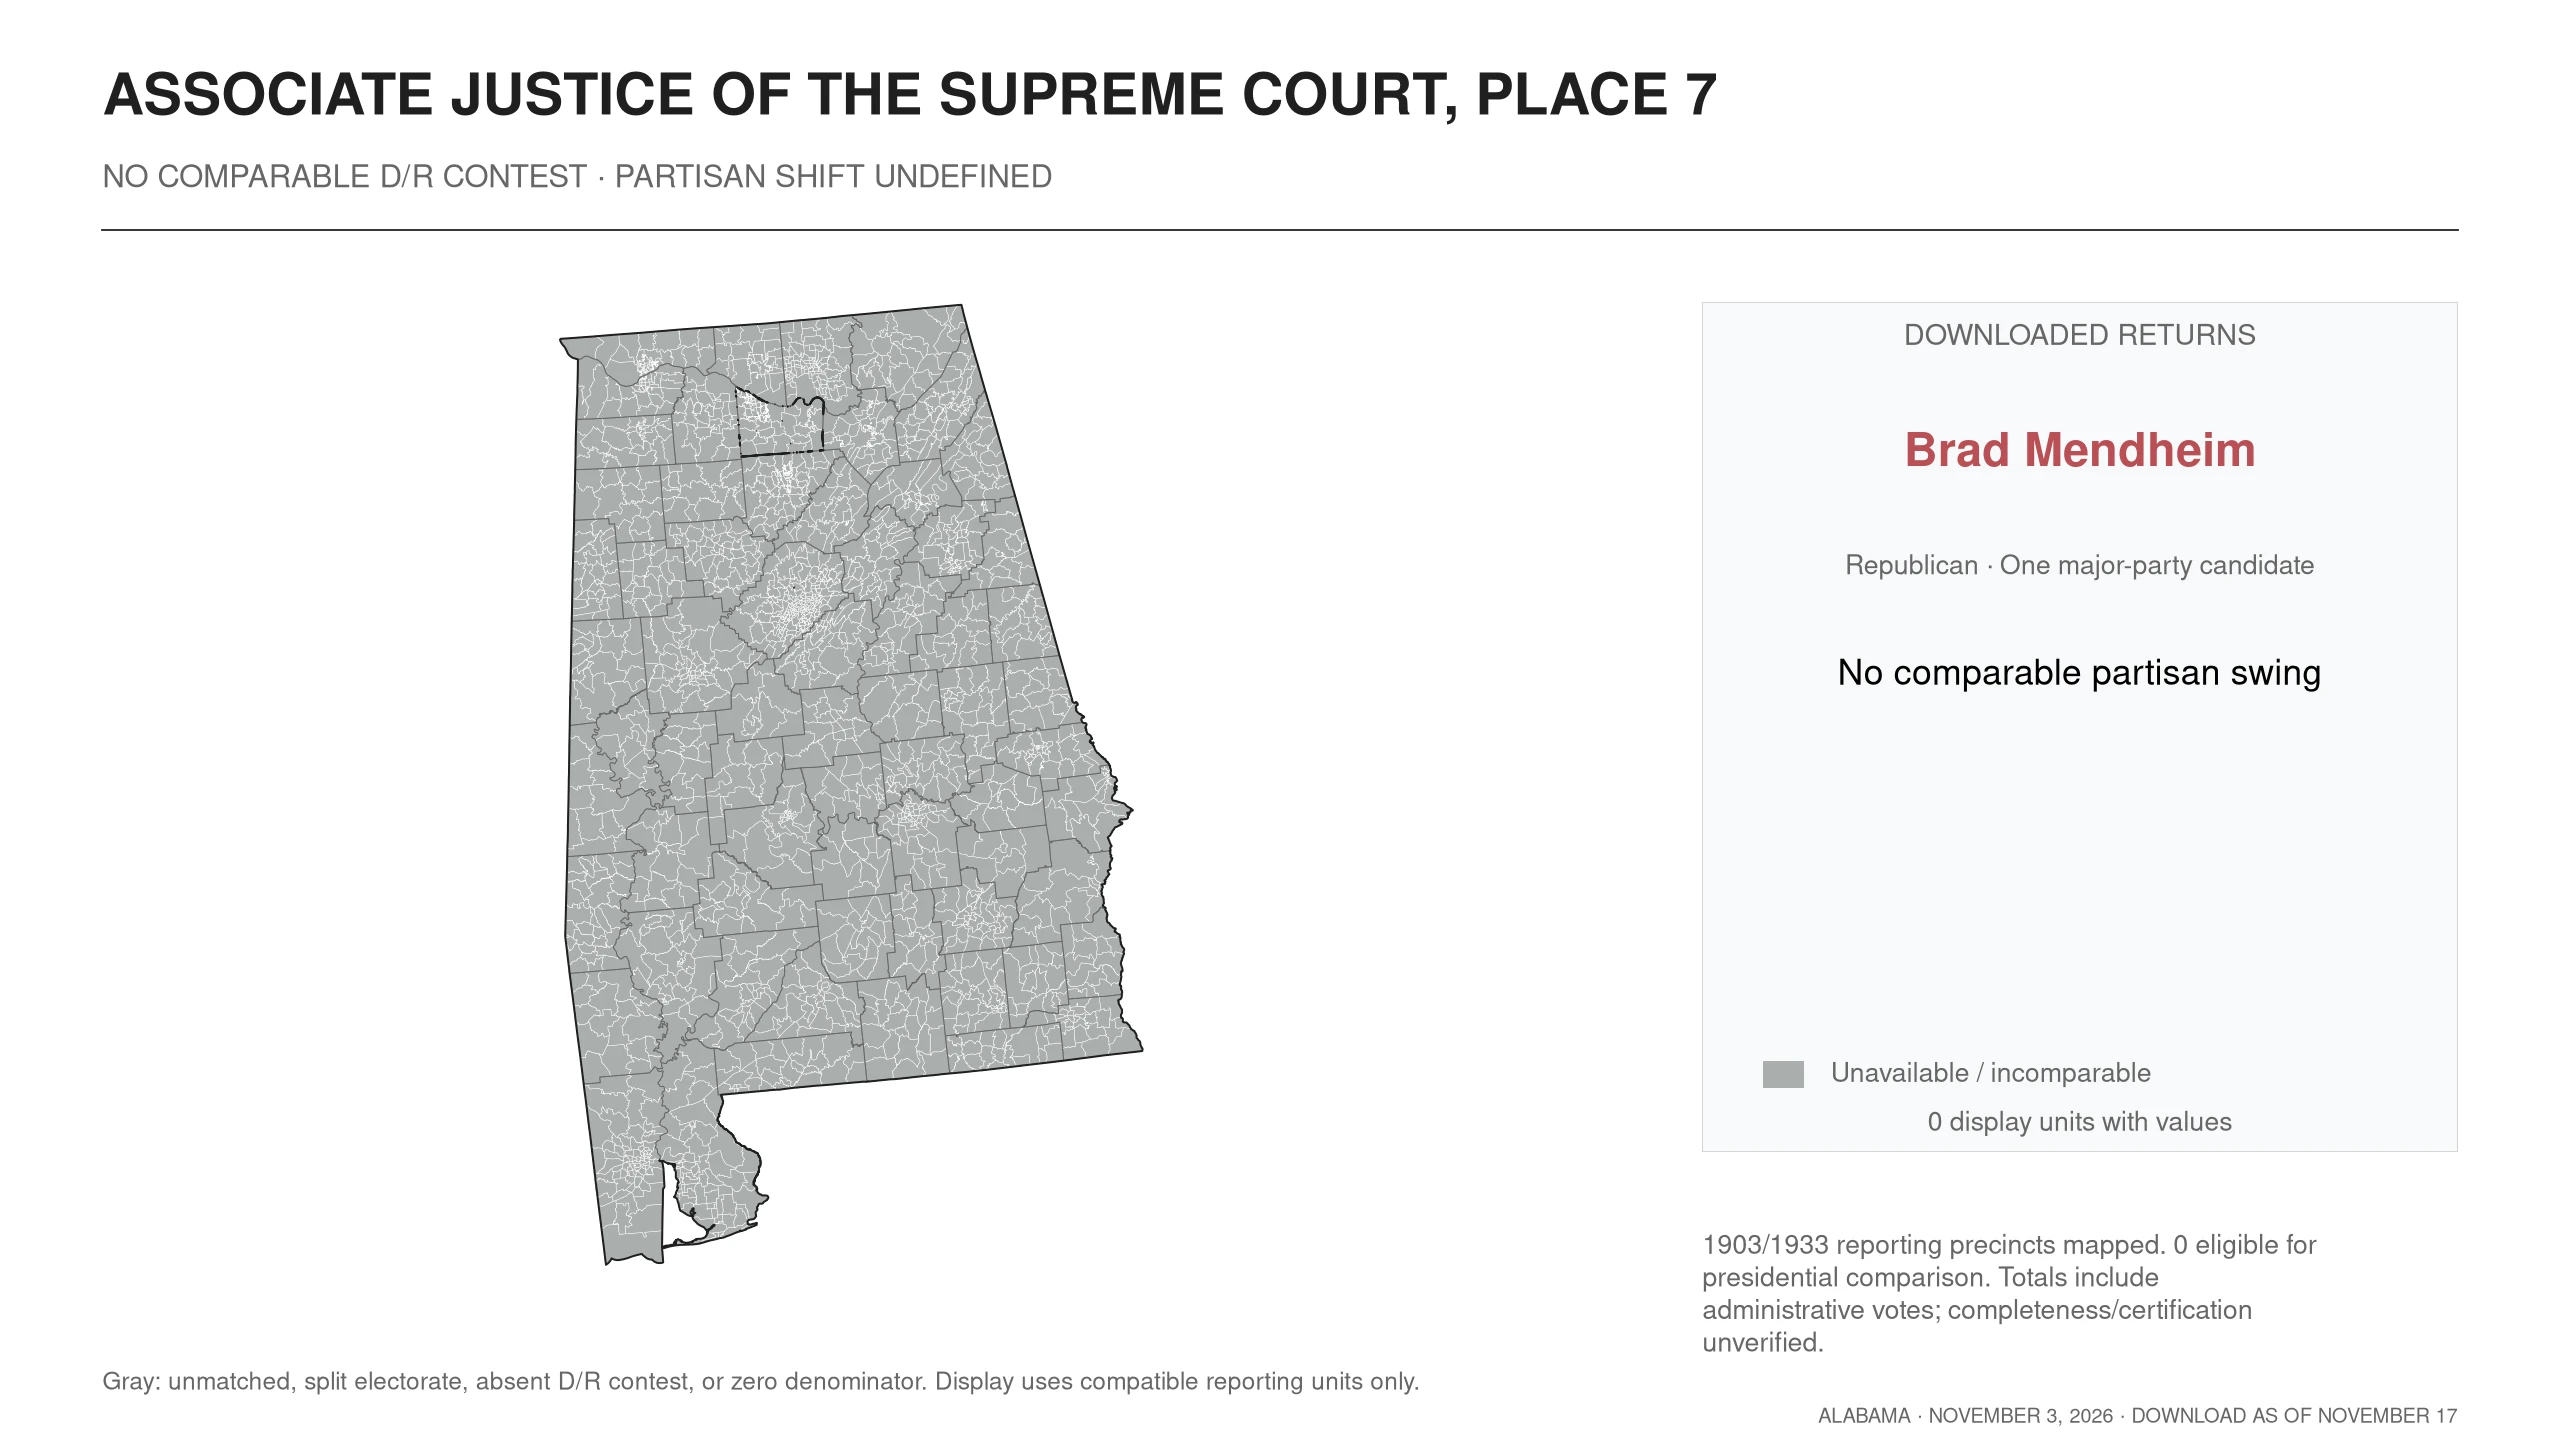 ASSOCIATE JUSTICE OF THE SUPREME COURT, PLACE 7
NO COMPARABLE D/R CONTEST · PARTISAN SHIFT UNDEFINED
DOWNLOADED RETURNS
Brad Mendheim
Republican · One major-party candidate
No comparable partisan swing
Unavailable / incomparable
0 display units with values
1903/1933 reporting precincts mapped. 0 eligible for
presidential comparison. Totals include
administrative votes; completeness/certification
unverified.
Gray: unmatched, split electorate, absent D/R contest, or zero denominator. Display uses compatible reporting units only.
ALABAMA · NOVEMBER 3, 2026 · DOWNLOAD AS OF NOVEMBER 17